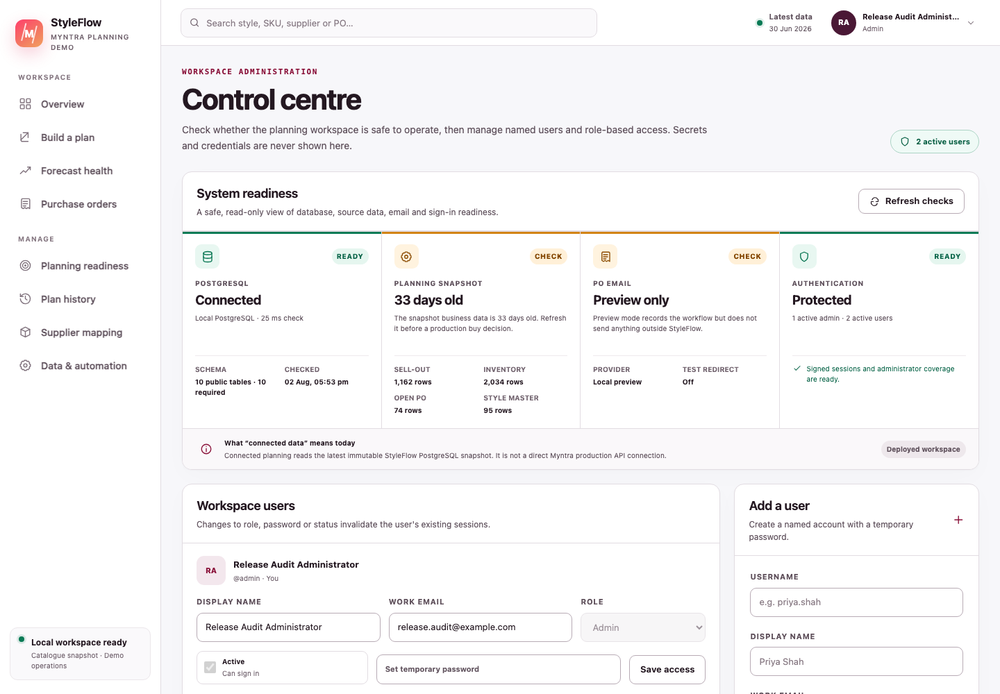 StyleFlow
MYNTRA PLANNING
DEMO
WORKSPACE
Overview
Build a plan
Forecast health
Purchase orders
MANAGE
Planning readiness
Plan history
Supplier mapping
Data & automation
Local workspace ready
Catalogue snapshot · Demo
operations
Search style, SKU, supplier or PO...
Latest data
30 Jun 2026
RA
Release Audit Administ...
Admin
WORKSPACE ADMINISTRATION
Control centre
Check whether the planning workspace is safe to operate, then manage named users and role-based access. Secrets
and credentials are never shown here.
2 active users
System readiness
A safe, read-only view of database, source data, email and sign-in readiness.
Refresh checks
READY
POSTGRESQL
Connected
Local PostgreSQL · 25 ms check
SCHEMA
10 public tables · 10
required
CHECKED
02 Aug, 05:53 pm
CHECK
PLANNING SNAPSHOT
33 days old
The snapshot business data is 33 days old. Refresh
it before a production buy decision.
SELL-OUT
1,162 rows
INVENTORY
2,034 rows
OPEN PO
74 rows
STYLE MASTER
95 rows
CHECK
PO EMAIL
Preview only
Preview mode records the workflow but does not
send anything outside StyleFlow.
PROVIDER
Local preview
TEST REDIRECT
Off
READY
AUTHENTICATION
Protected
1 active admin · 2 active users
Signed sessions and administrator coverage
are ready.
What “connected data” means today
Connected planning reads the latest immutable StyleFlow PostgreSQL snapshot. It is not a direct Myntra production API connection.
Deployed workspace
Workspace users
Changes to role, password or status invalidate the user's existing sessions.
RA
Release Audit Administrator
@admin · You
DISPLAY NAME
Release Audit Administrator
WORK EMAIL
release.audit@example.com
ROLE
Admin
Active
Can sign in
Set temporary password
Save access
Add a user
Create a named account with a temporary
password.
USERNAME
e.g. priya.shah
DISPLAY NAME
Priya Shah
WORK EMAIL